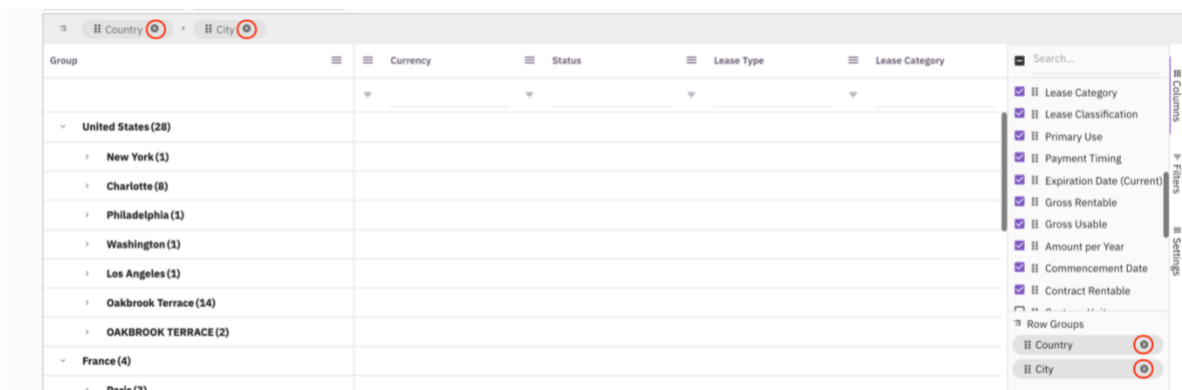 Country City
Group Currency Status Lease Type Lease Category
Search...
Columns
Filters
Settings
United States (28)
New York (1)
Charlotte (8)
Philadelphia (1)
Washington (1)
Los Angeles (1)
Oakbrook Terrace (14)
OAKBROOK TERRACE (2)
France (4)
Lease Category
Lease Classification
Primary Use
Payment Timing
Expiration Date (Current)
Gross Rentable
Gross Usable
Amount per Year
Commencement Date
Contract Rentable
Row Groups
Country
City